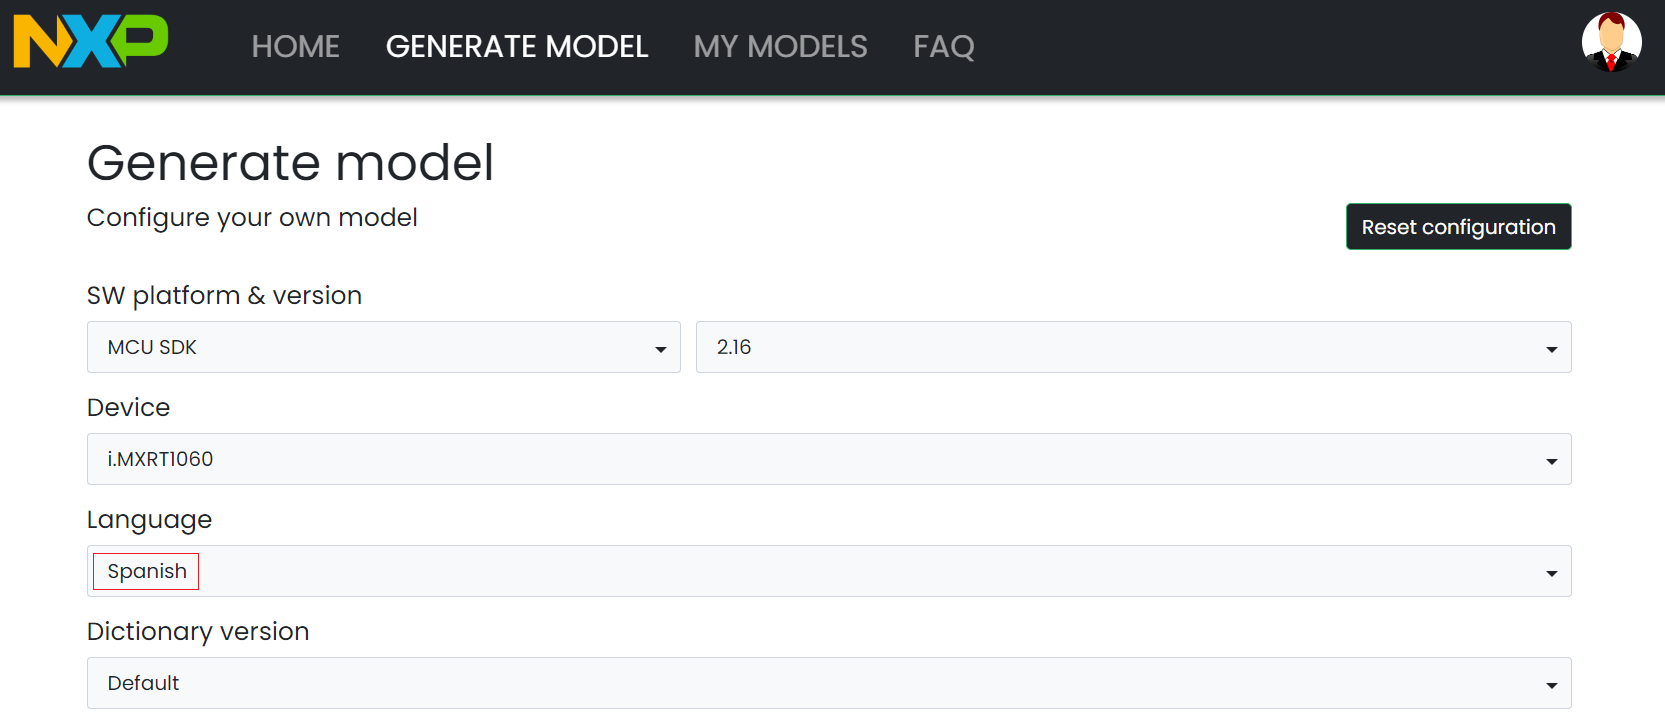 NXP HOME GENERATE MODEL MY MODELS FAQ
Generate model
Configure your own model
Reset configuration
SW platform & version
MCU SDK 2.16
Device
i.MXRT1060
Language
Spanish
Dictionary version
Default